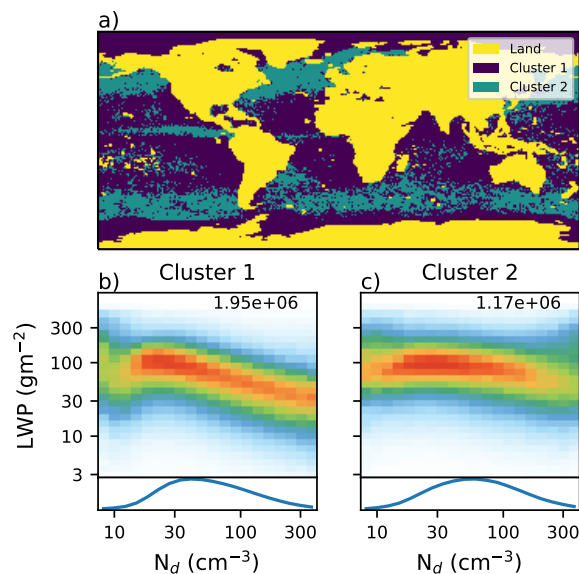 a)
Land
Cluster 1
Cluster 2
b) Cluster 1
c) Cluster 2
1.95e+06
1.17e+06
LWP (gm⁻²)
300
100
30
10
3
10 30 100 300
10 30 100 300
N_d (cm⁻³)
N_d (cm⁻³)